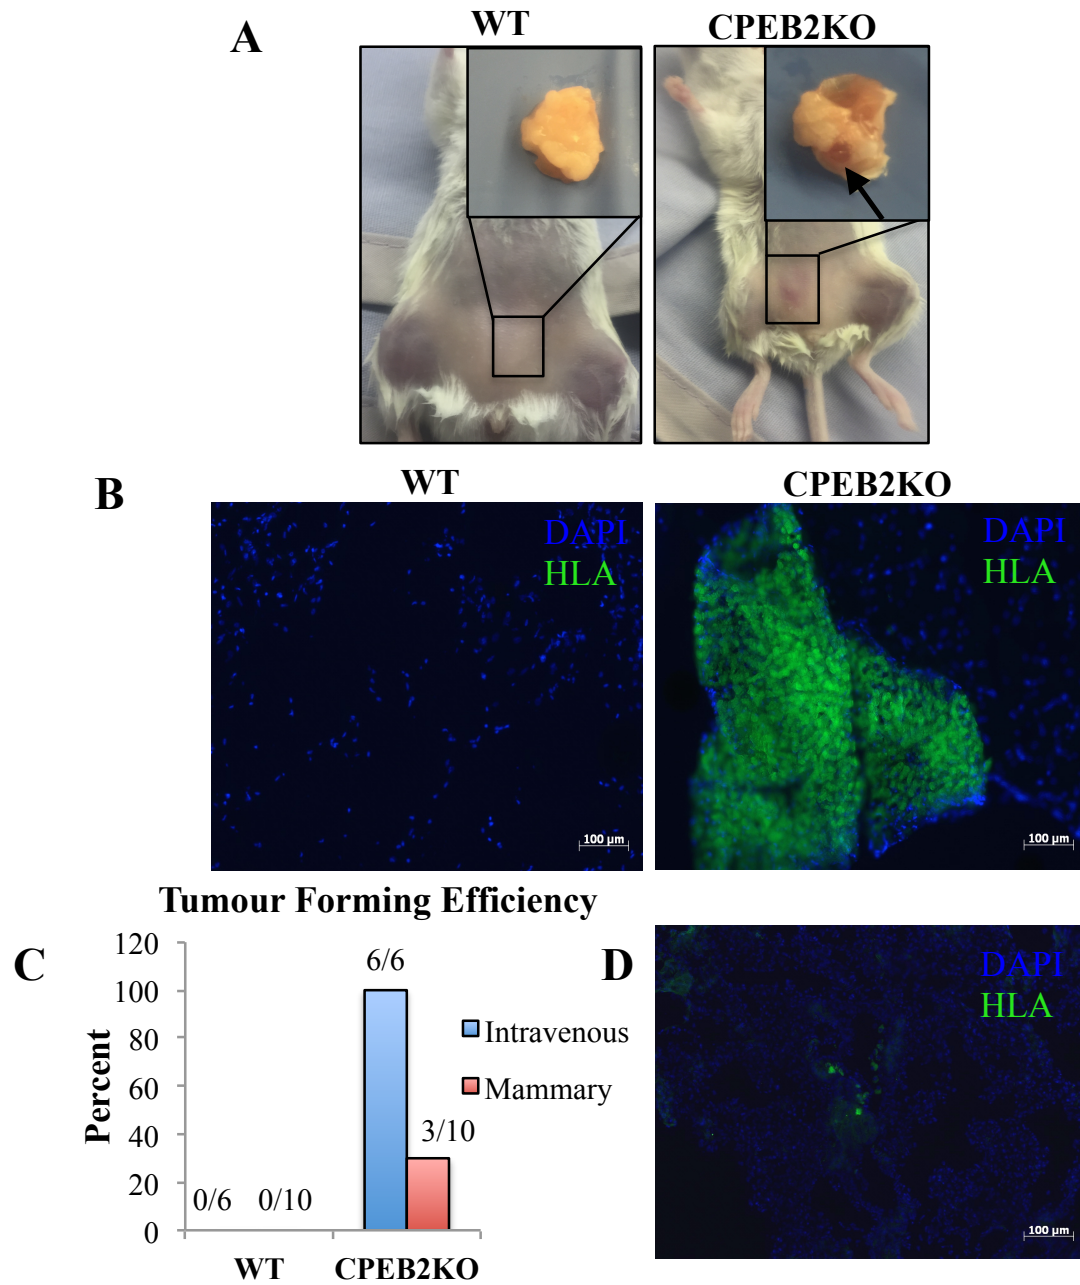 A
WT
CPEB2KO
B
WT
CPEB2KO
DAPI
HLA
100 µm
DAPI
HLA
100 µm
Tumour Forming Efficiency
C
120
100
80
60
40
20
0
Percent
6/6
3/10
0/6
0/10
WT
CPEB2KO
Intravenous
Mammary
D
DAPI
HLA
100 µm